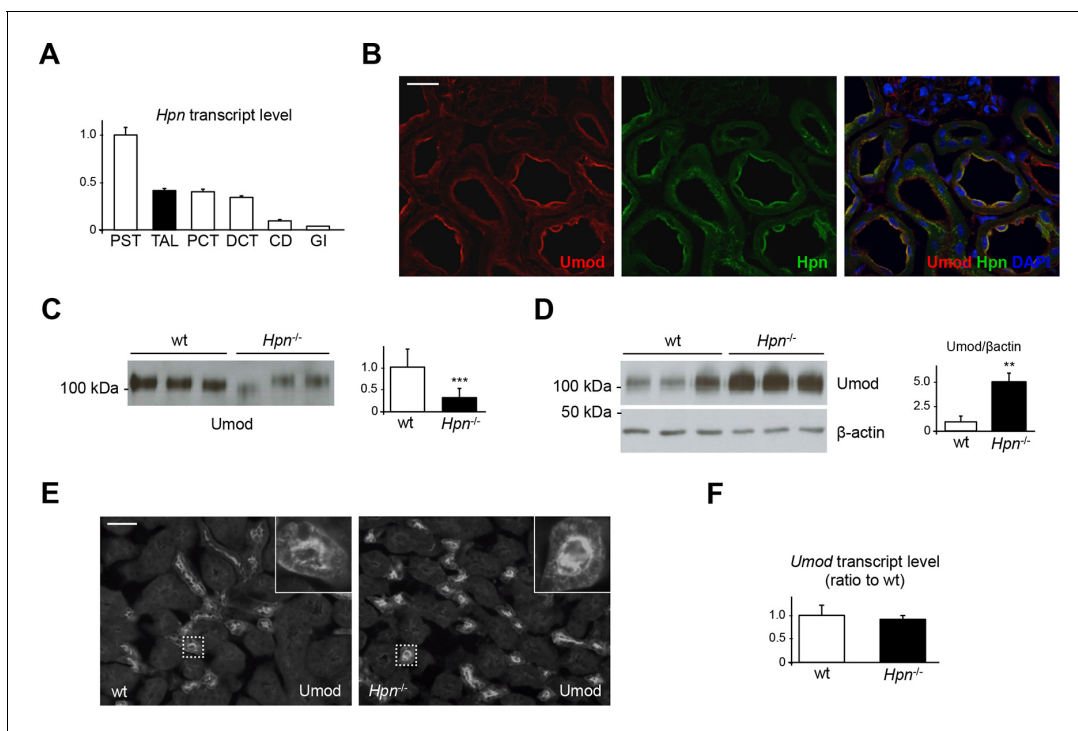 A
Hpn transcript level
1.0
0.5
0
PST TAL PCT DCT CD GI
B
Umod
Hpn
Umod Hpn DAPI
C
wt Hpn-/-
100 kDa
Umod
1.0
0.5
0
***
wt Hpn-/-
D
wt Hpn-/-
100 kDa
Umod
50 kDa
β-actin
Umod/βactin
**
5.0
2.5
0
wt Hpn-/-
E
wt Umod
Hpn-/- Umod
F
Umod transcript level
(ratio to wt)
1.0
0.5
0
wt Hpn-/-